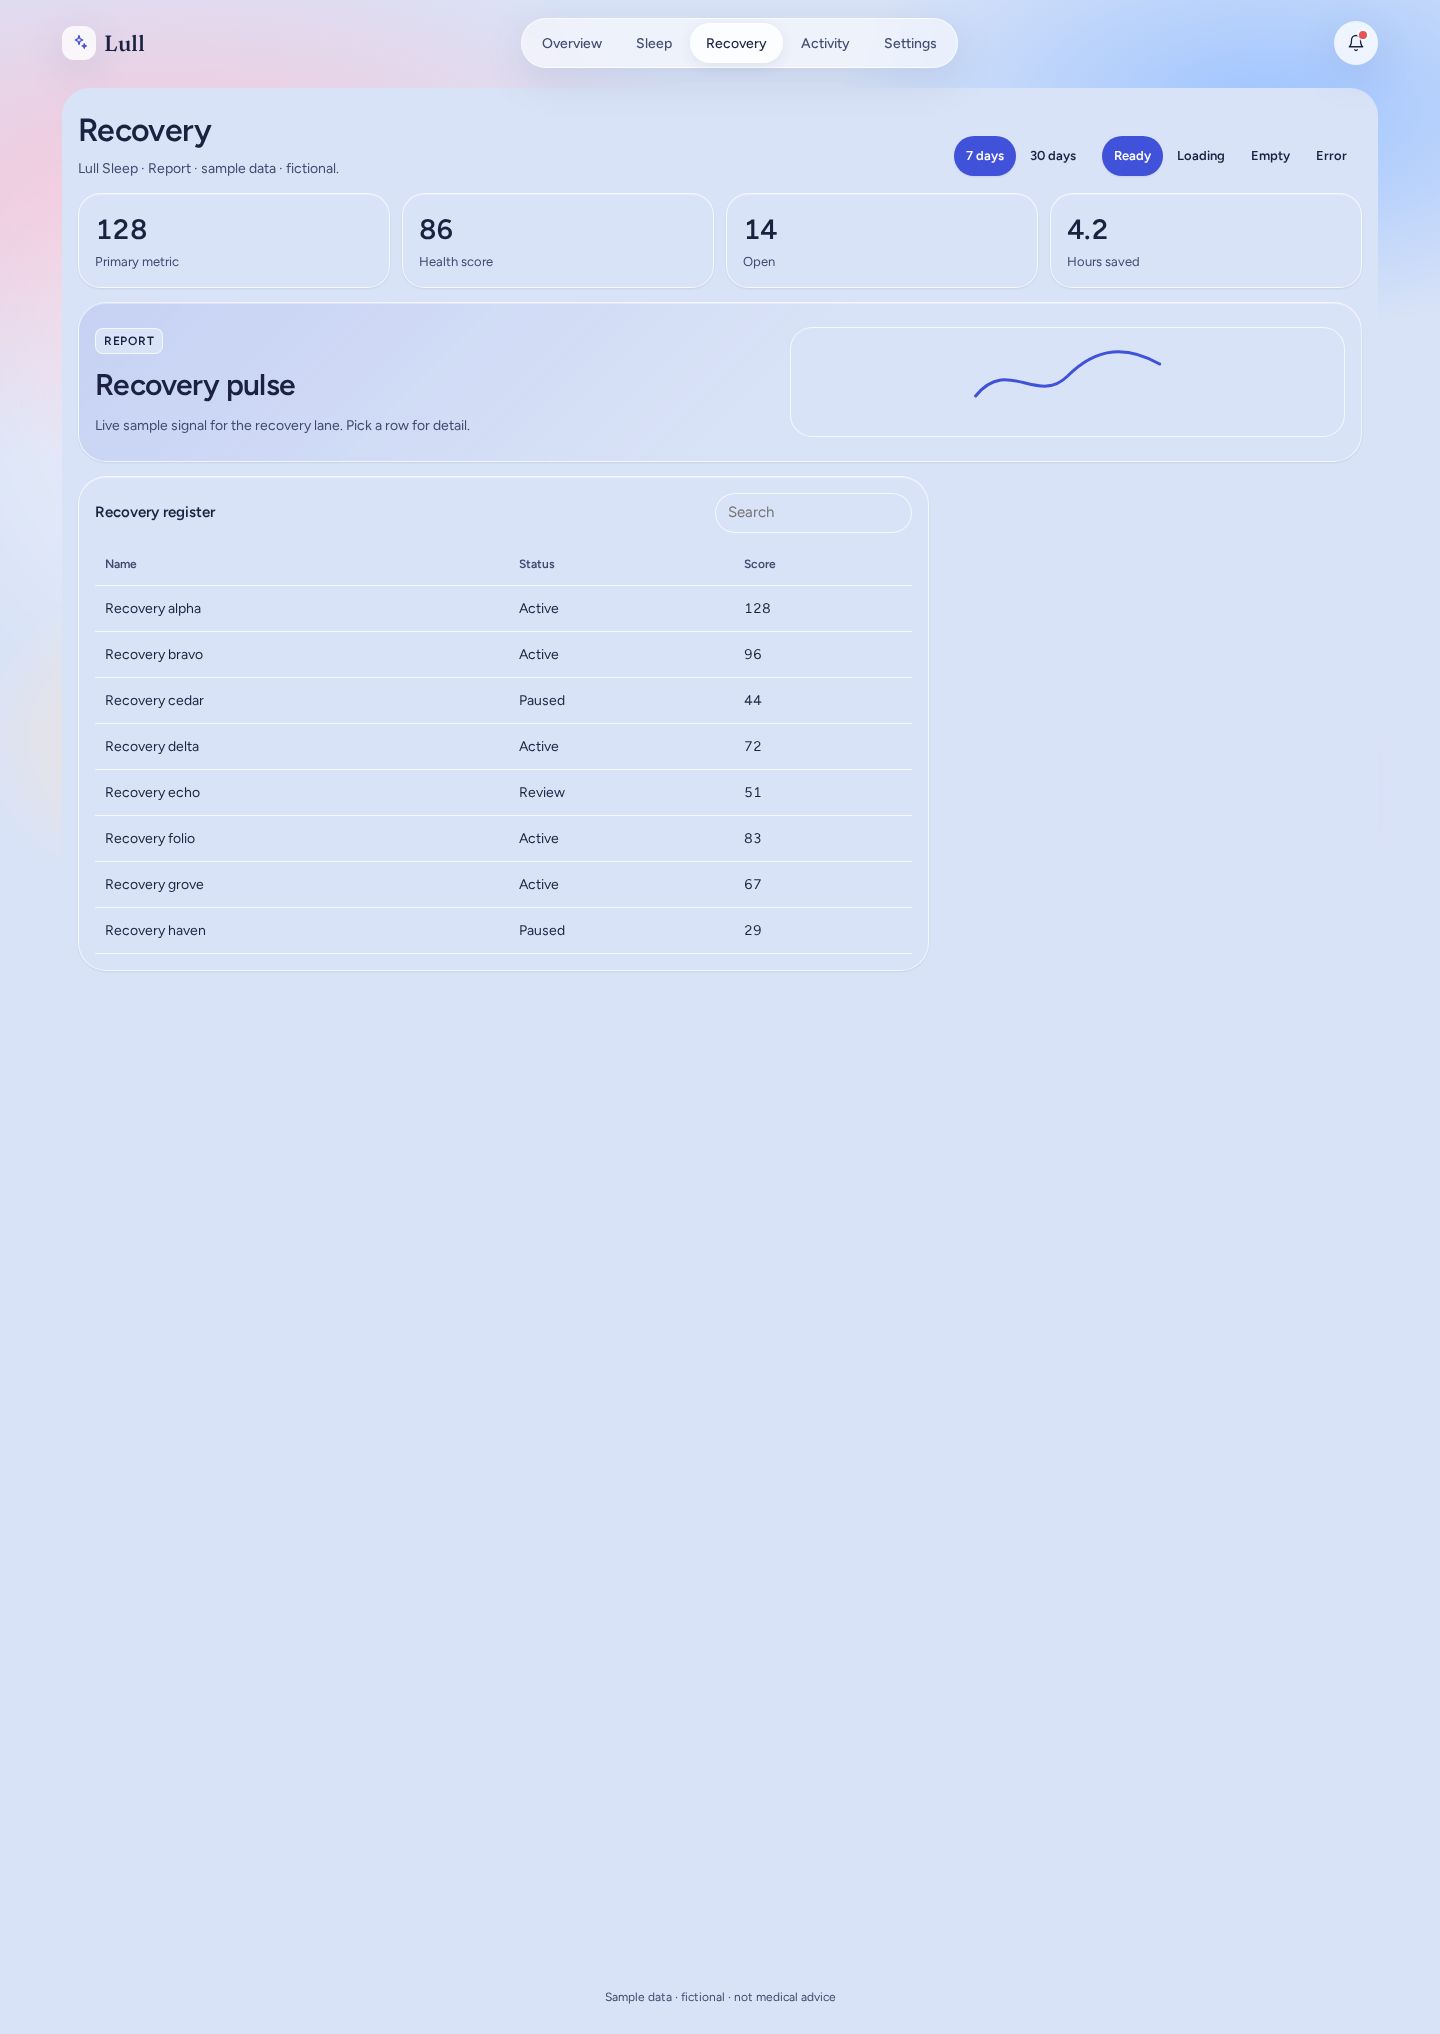 Lull
Overview Sleep Recovery Activity Settings
Recovery
Lull Sleep · Report · sample data · fictional.
7 days 30 days Ready Loading Empty Error
128 86 14 4.2
Primary metric Health score Open Hours saved
REPORT
Recovery pulse
Live sample signal for the recovery lane. Pick a row for detail.
Recovery register Search
Name Status Score
Recovery alpha Active 128
Recovery bravo Active 96
Recovery cedar Paused 44
Recovery delta Active 72
Recovery echo Review 51
Recovery folio Active 83
Recovery grove Active 67
Recovery haven Paused 29
Sample data · fictional · not medical advice